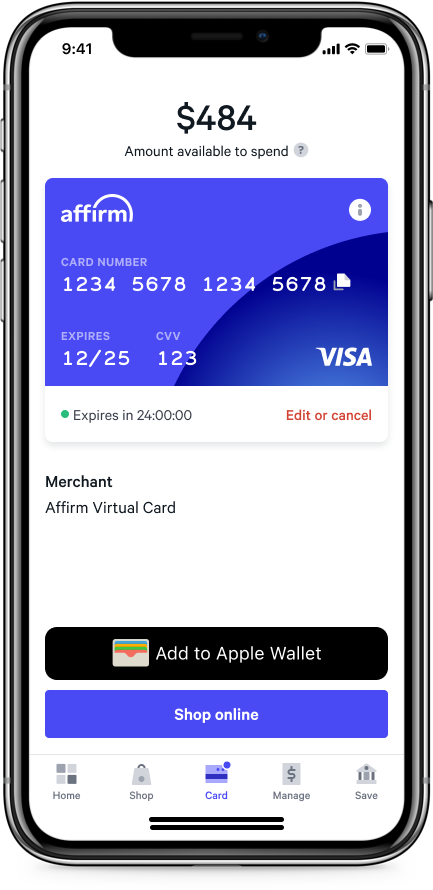 9:41
$484
Amount available to spend ?
affirm
CARD NUMBER
1234 5678 1234 5678
EXPIRES CVV
12/25 123
VISA
Expires in 24:00:00 Edit or cancel
Merchant
Affirm Virtual Card
Add to Apple Wallet
Shop online
Home Shop Card Manage Save